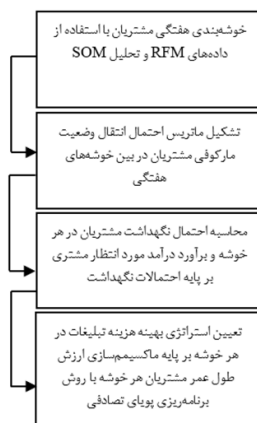 خوشه‌بندی هفتگی مشتریان با استفاده از
داده‌های RFM و تحلیل SOM
تشکیل ماتریس احتمال انتقال وضعیت
مارکوفی مشتریان در بین خوشه‌های
هفتگی
محاسبه احتمال نگهداشت مشتریان در هر
خوشه و برآورد درآمد مورد انتظار مشتری
بر پایه احتمالات نگهداشت
تعیین استراتژی بهینه هزینه تبلیغات در
هر خوشه بر پایه ماکسیمم‌سازی ارزش
طول عمر مشتریان هر خوشه با روش
برنامه‌ریزی پویای تصادفی